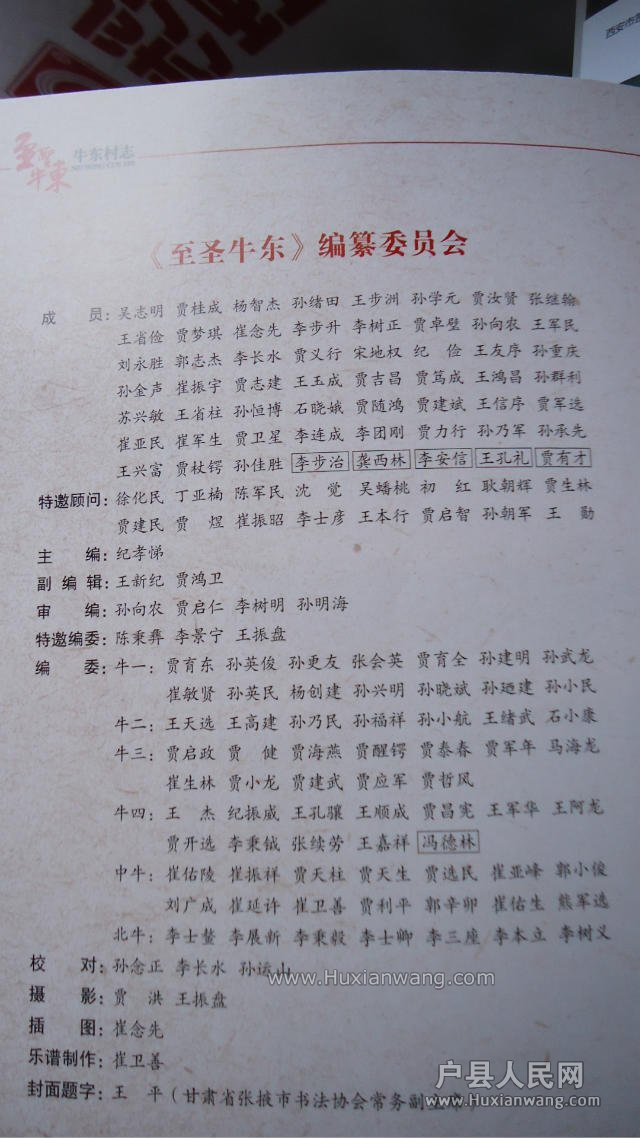 西安市
至圣牛東
牛东村志
《至圣牛东》编纂委员会
成 员：吴志明 贾桂成 杨智杰 孙绪田 王步洲 孙学元 贾汝贤 张继翰
王省俭 贾梦琪 崔念先 李步升 李树正 贾卓壁 孙向农 王军民
刘永胜 郭志杰 李长水 贾义行 宋地权 纪 俭 王友序 孙重庆
孙金声 崔振宇 贾志建 王玉成 贾吉昌 贾笃成 王鸿昌 孙群利
苏兴敏 王省柱 孙恒博 石晓娥 贾随鸿 贾建斌 王信序 贾军选
崔亚民 崔军生 贾卫星 李连成 李团刚 贾力行 孙乃军 孙承先
王兴富 贾杖锷 孙佳胜 李步治 龚西林 李安信 王孔礼 贾有才
特邀顾问：徐化民 丁亚楠 陈军民 沈 觉 吴蟠桃 初 红 耿朝辉 贾生林
贾建民 贾 煜 崔振昭 李士彦 王本行 贾启智 孙朝军 王 勋
主 编：纪孝悌
副 编 辑：王新纪 贾鸿卫
审 编：孙向农 贾启仁 李树明 孙明海
特邀编委：陈秉彝 李景宁 王振盘
编 委：牛一：贾育东 孙英俊 孙更友 张会英 贾育全 孙建明 孙武龙
崔敏贤 孙英民 杨创建 孙兴明 孙晓斌 孙廼建 孙小民
牛二：王天选 王高建 孙乃民 孙福祥 孙小航 王绪武 石小康
牛三：贾启政 贾 健 贾海燕 贾醒锷 贾泰春 贾军年 马海龙
崔生林 贾小龙 贾建武 贾应军 贾哲风
牛四：王 杰 纪振威 王孔骧 王顺成 贾昌宪 王军华 王阿龙
贾开选 李秉钺 张续劳 王嘉祥 冯德林
中牛：崔佑陵 崔振祥 贾天柱 贾天生 贾选民 崔亚峰 郭小俊
刘广成 崔延许 崔卫善 贾利平 郭辛卯 崔佑生 熊军选
北牛：李士鳌 李展新 李秉毅 李士卿 李三座 李本立 李树义
校 对：孙念正 李长水 孙运山
www.Huxianwang.com
摄 影：贾 洪 王振盘
插 图：崔念先
乐谱制作：崔卫善
封面题字：王 平（甘肃省张掖市书法协会常务副
户县人民网
www.Huxianwang.com